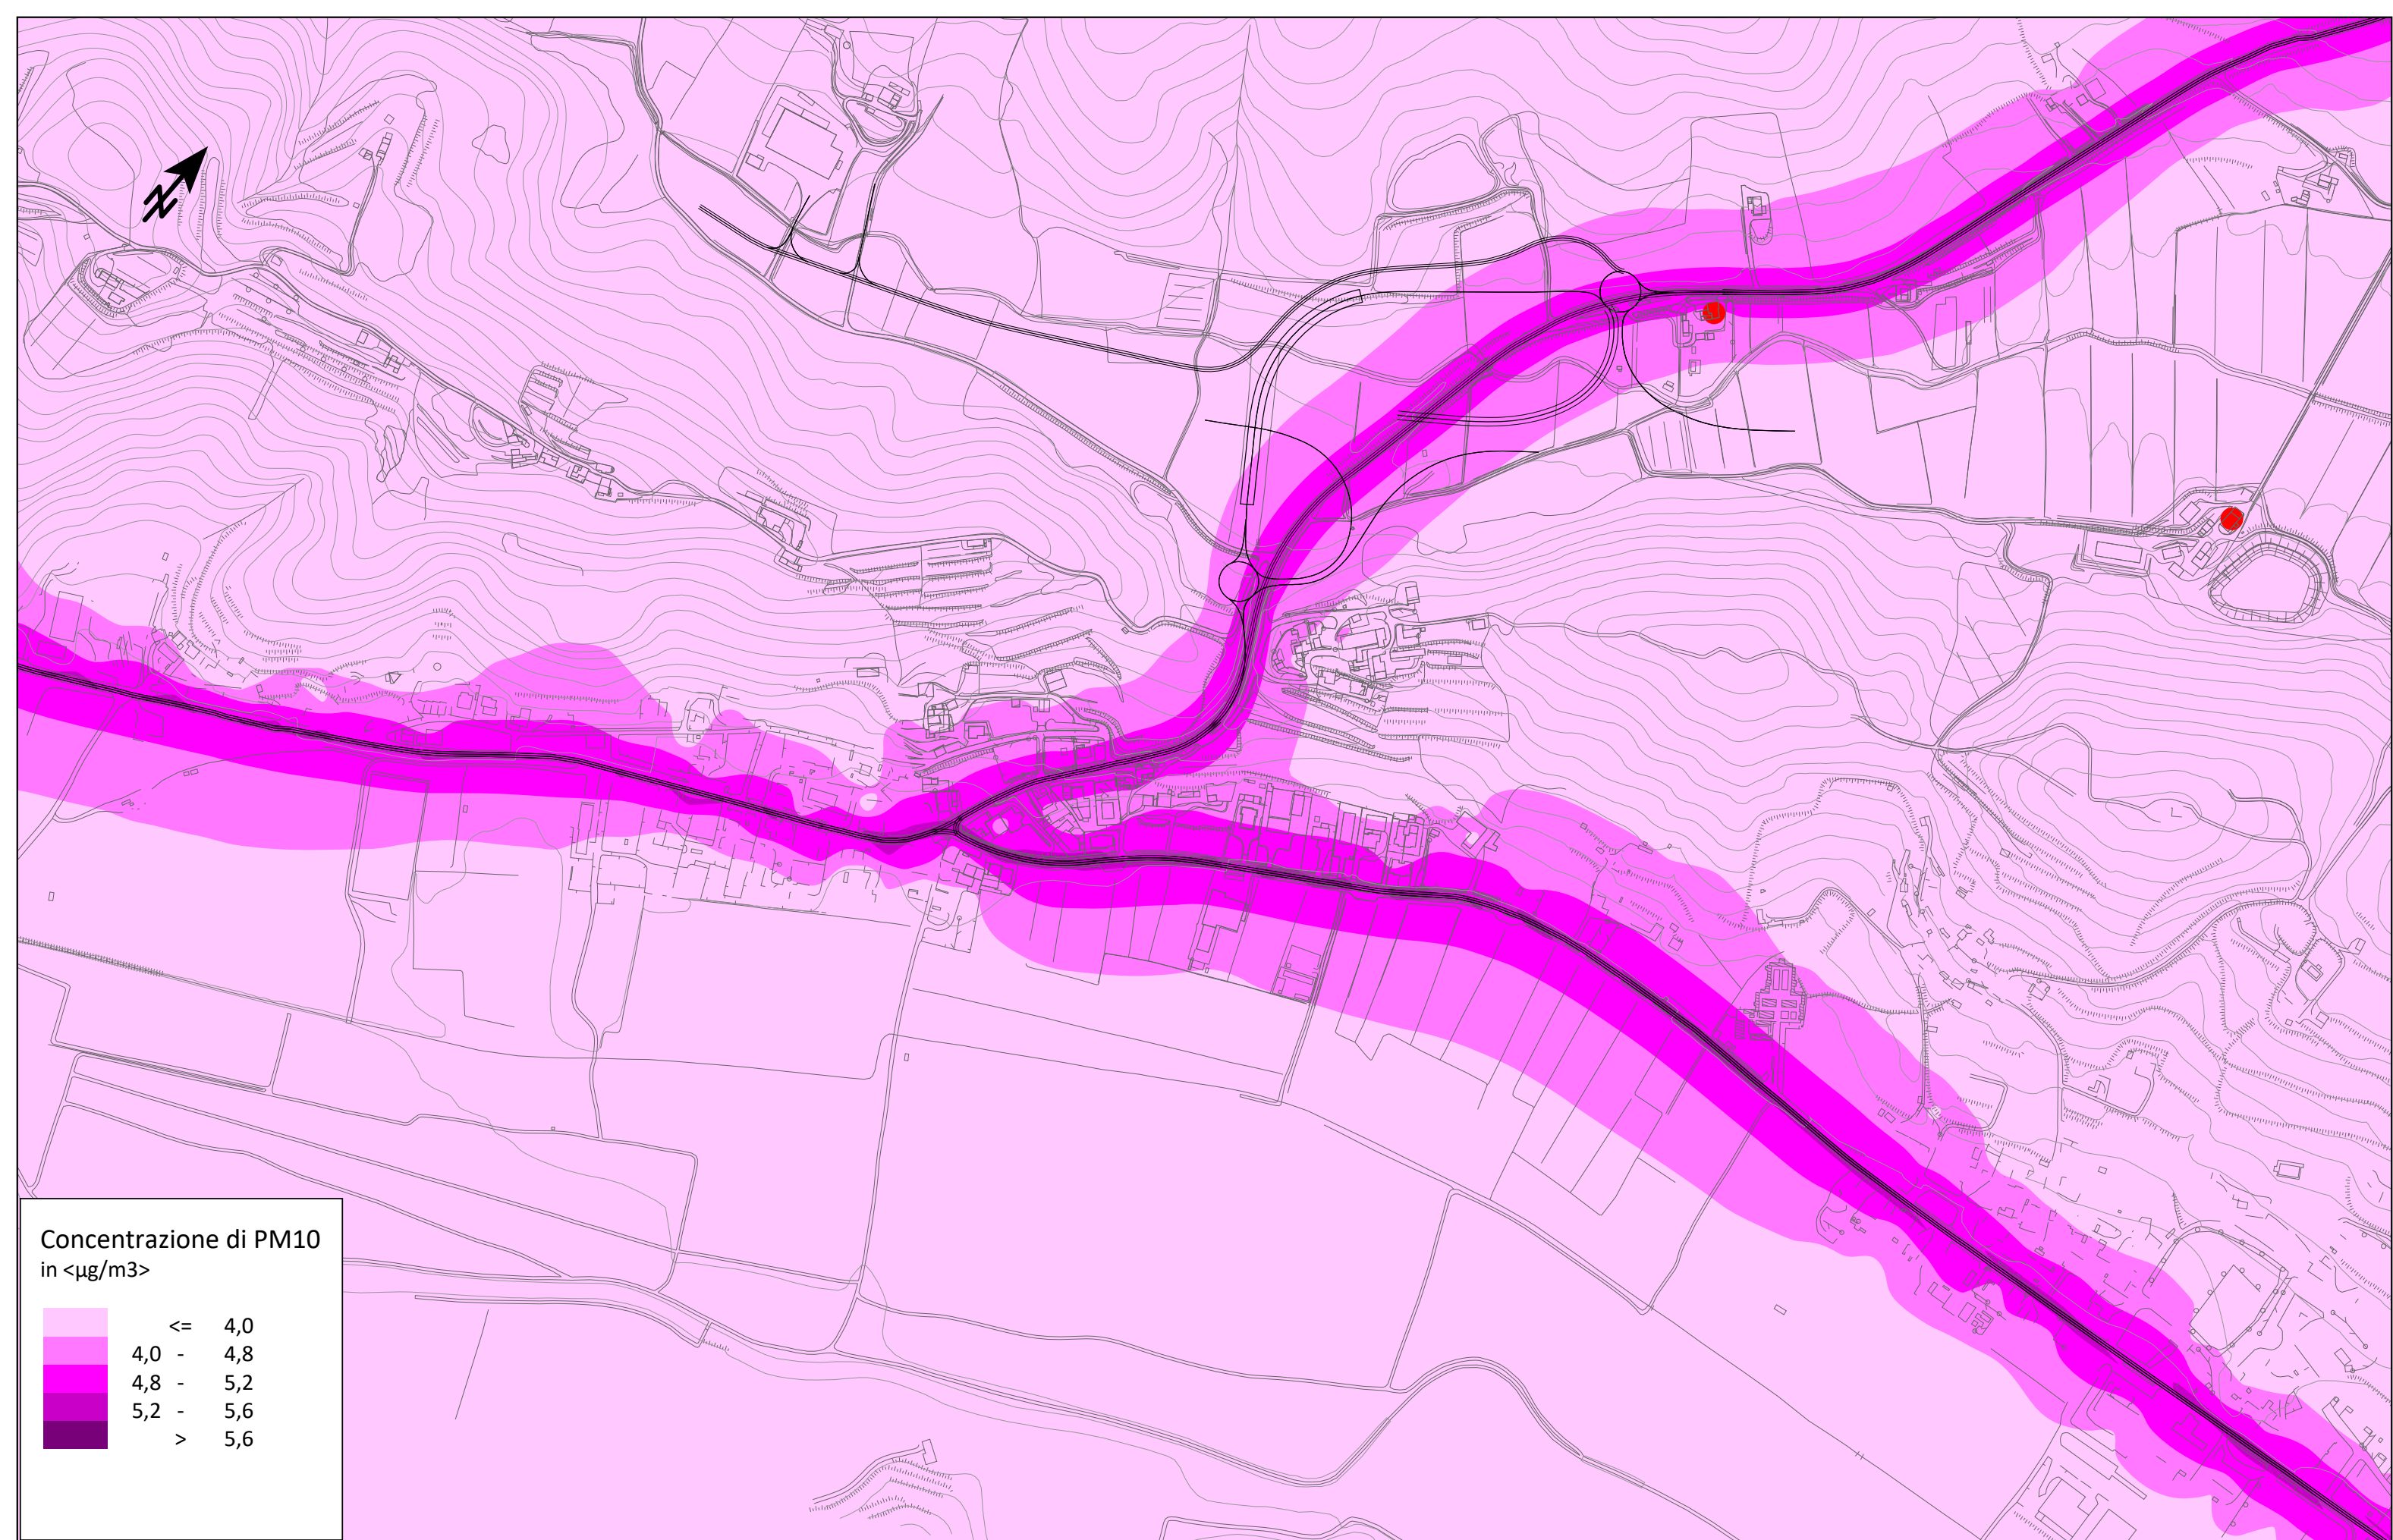 Concentrazione di PM10
in <µg/m3>
<= 4,0
4,0 - 4,8
4,8 - 5,2
5,2 - 5,6
> 5,6